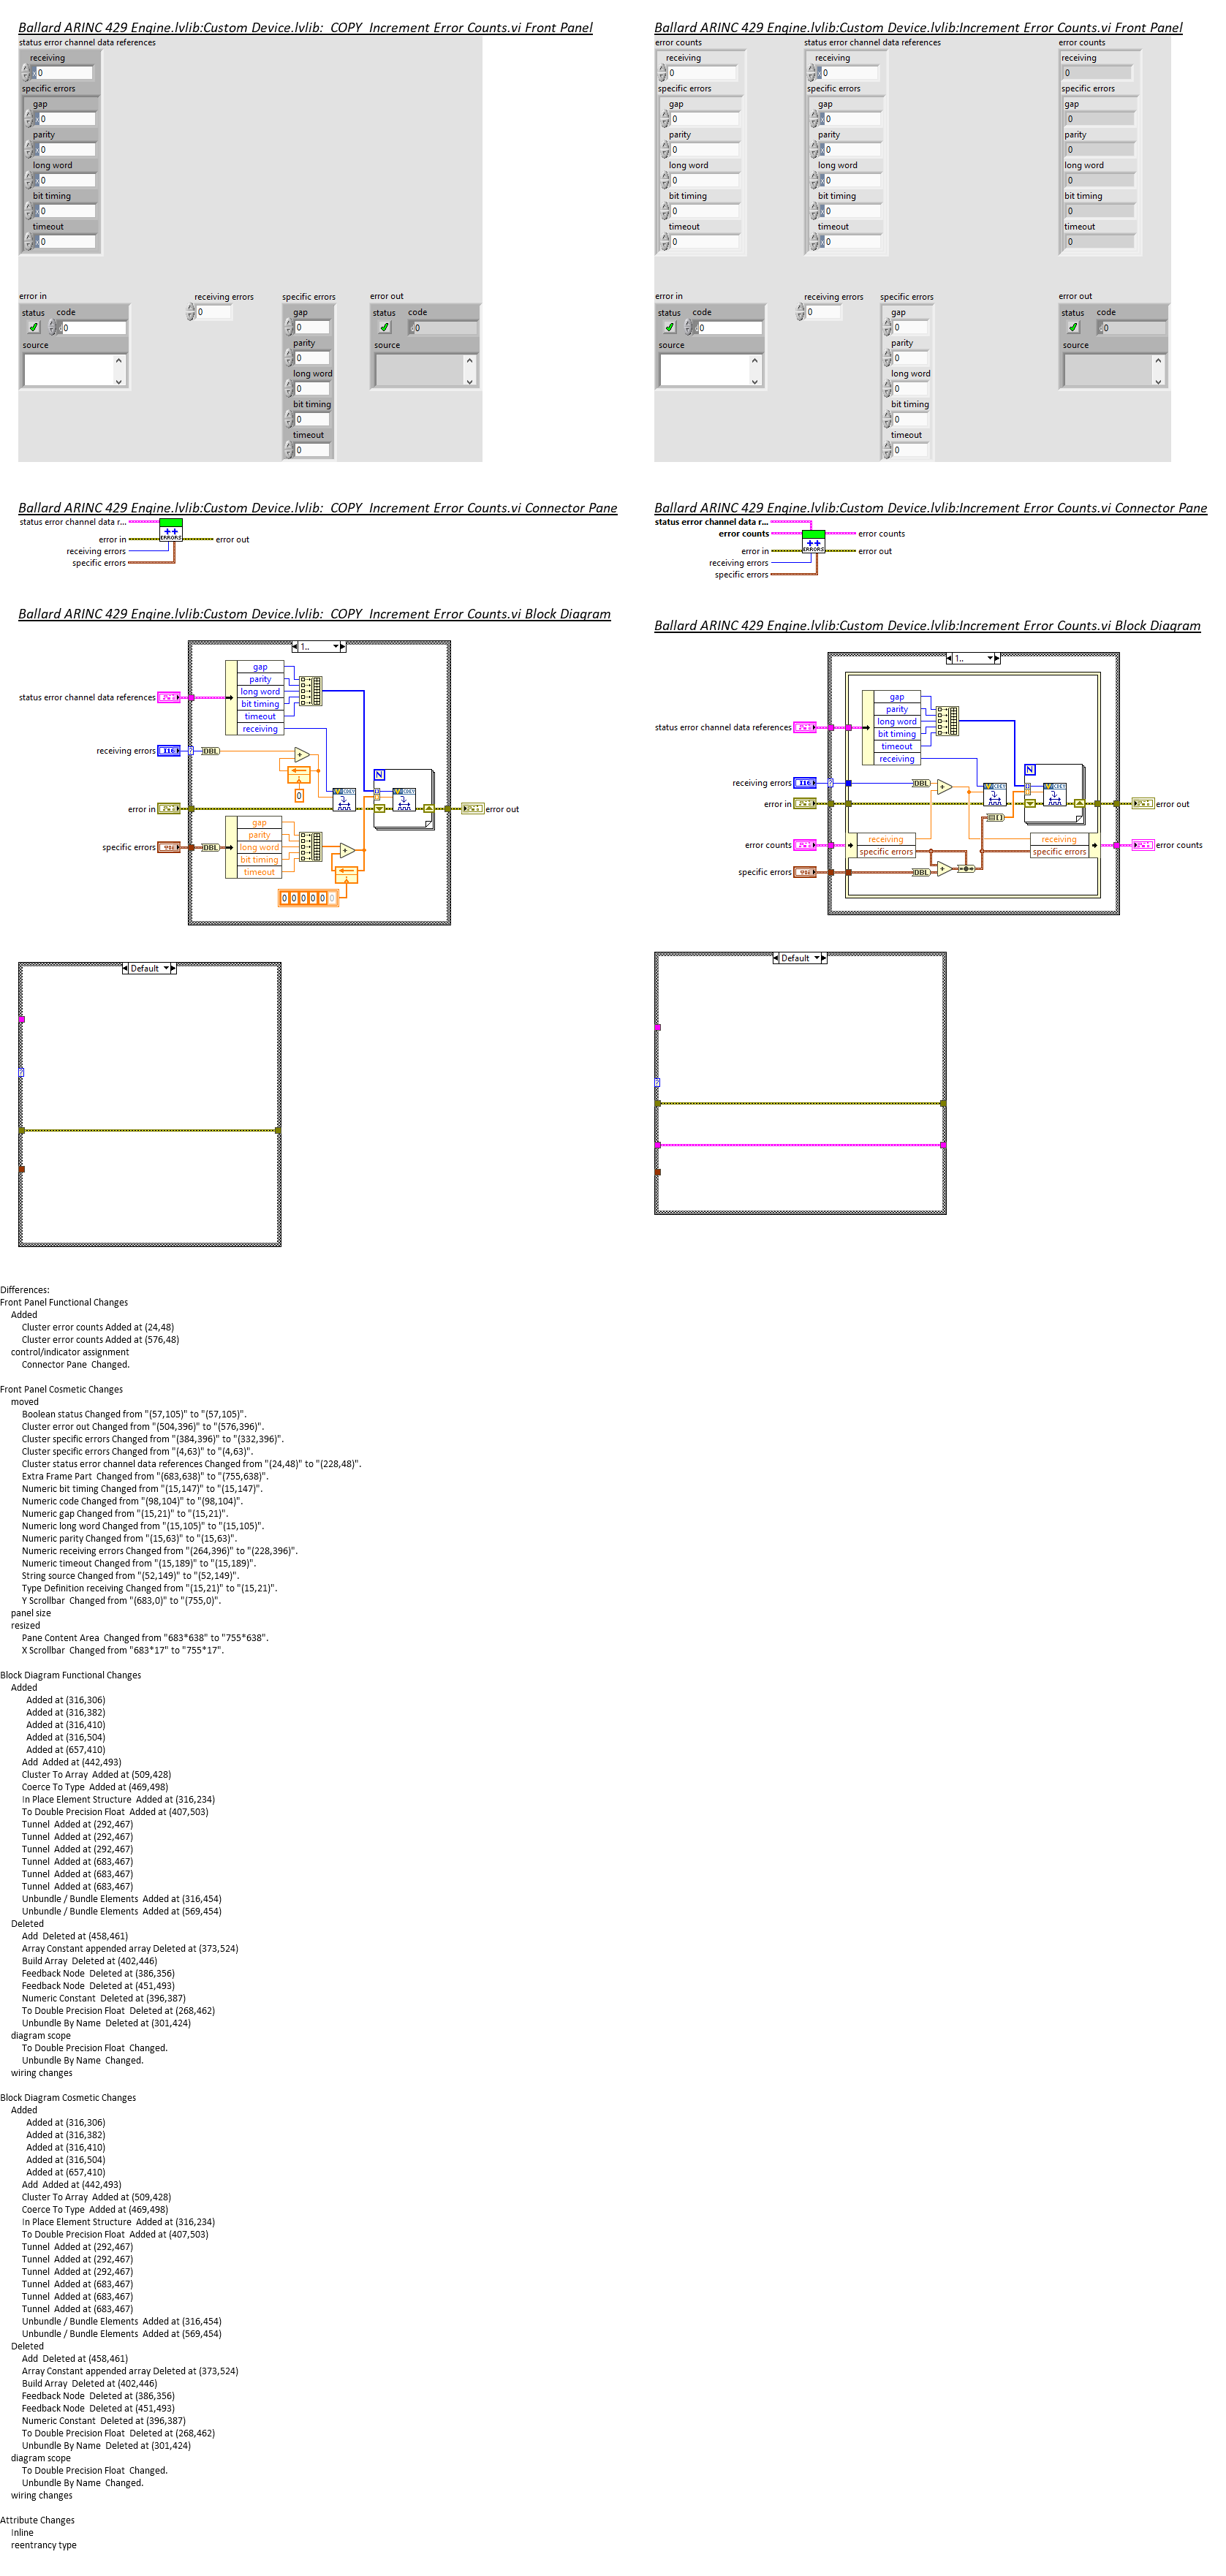 Ballard ARINC 429 Engine.lvlib:Custom Device.lvlib:_COPY_Increment Error Counts.vi Front Panel
status error channel data references
receiving
0
specific errors
gap
0
parity
0
long word
0
bit timing
0
timeout
0
error in
status code
0
source
receiving errors
0
specific errors
gap
0
parity
0
long word
0
bit timing
0
timeout
0
error out
status code
0
source
Ballard ARINC 429 Engine.lvlib:Custom Device.lvlib:Increment Error Counts.vi Front Panel
error counts
receiving
0
specific errors
gap
0
parity
0
long word
0
bit timing
0
timeout
0
status error channel data references
receiving
0
specific errors
gap
0
parity
0
long word
0
bit timing
0
timeout
0
error counts
receiving
0
specific errors
gap
0
parity
0
long word
0
bit timing
0
timeout
0
error in
status code
0
source
receiving errors
0
specific errors
gap
0
parity
0
long word
0
bit timing
0
timeout
0
error out
status code
0
source
Ballard ARINC 429 Engine.lvlib:Custom Device.lvlib:_COPY_Increment Error Counts.vi Connector Pane
status error channel data r...
error in
receiving errors
specific errors
++
ERRORS
error out
Ballard ARINC 429 Engine.lvlib:Custom Device.lvlib:Increment Error Counts.vi Connector Pane
status error channel data r...
error counts
error in
receiving errors
specific errors
++
ERRORS
error counts
error out
Ballard ARINC 429 Engine.lvlib:Custom Device.lvlib:_COPY_Increment Error Counts.vi Block Diagram
1..
gap
parity
long word
bit timing
timeout
receiving
status error channel data references
receiving errors
I16
?
DBL
+
0
N
error in
error out
specific errors
DBL
gap
parity
long word
bit timing
timeout
+
0 0 0 0 0 0
Default
?
Ballard ARINC 429 Engine.lvlib:Custom Device.lvlib:Increment Error Counts.vi Block Diagram
1..
gap
parity
long word
bit timing
timeout
receiving
status error channel data references
receiving errors
I16
?
DBL
+
N
error in
error out
error counts
receiving
specific errors
receiving
specific errors
error counts
specific errors
DBL
+
Default
?
Differences:
Front Panel Functional Changes
Added
Cluster error counts Added at (24,48)
Cluster error counts Added at (576,48)
control/indicator assignment
Connector Pane Changed.
Front Panel Cosmetic Changes
moved
Boolean status Changed from "(57,105)" to "(57,105)".
Cluster error out Changed from "(504,396)" to "(576,396)".
Cluster specific errors Changed from "(384,396)" to "(332,396)".
Cluster specific errors Changed from "(4,63)" to "(4,63)".
Cluster status error channel data references Changed from "(24,48)" to "(228,48)".
Extra Frame Part Changed from "(683,638)" to "(755,638)".
Numeric bit timing Changed from "(15,147)" to "(15,147)".
Numeric code Changed from "(98,104)" to "(98,104)".
Numeric gap Changed from "(15,21)" to "(15,21)".
Numeric long word Changed from "(15,105)" to "(15,105)".
Numeric parity Changed from "(15,63)" to "(15,63)".
Numeric receiving errors Changed from "(264,396)" to "(228,396)".
Numeric timeout Changed from "(15,189)" to "(15,189)".
String source Changed from "(52,149)" to "(52,149)".
Type Definition receiving Changed from "(15,21)" to "(15,21)".
Y Scrollbar Changed from "(683,0)" to "(755,0)".
panel size
resized
Pane Content Area Changed from "683*638" to "755*638".
X Scrollbar Changed from "683*17" to "755*17".
Block Diagram Functional Changes
Added
Added at (316,306)
Added at (316,382)
Added at (316,410)
Added at (316,504)
Added at (657,410)
Add Added at (442,493)
Cluster To Array Added at (509,428)
Coerce To Type Added at (469,498)
In Place Element Structure Added at (316,234)
To Double Precision Float Added at (407,503)
Tunnel Added at (292,467)
Tunnel Added at (292,467)
Tunnel Added at (292,467)
Tunnel Added at (683,467)
Tunnel Added at (683,467)
Tunnel Added at (683,467)
Unbundle / Bundle Elements Added at (316,454)
Unbundle / Bundle Elements Added at (569,454)
Deleted
Add Deleted at (458,461)
Array Constant appended array Deleted at (373,524)
Build Array Deleted at (402,446)
Feedback Node Deleted at (386,356)
Feedback Node Deleted at (451,493)
Numeric Constant Deleted at (396,387)
To Double Precision Float Deleted at (268,462)
Unbundle By Name Deleted at (301,424)
diagram scope
To Double Precision Float Changed.
Unbundle By Name Changed.
wiring changes
Block Diagram Cosmetic Changes
Added
Added at (316,306)
Added at (316,382)
Added at (316,410)
Added at (316,504)
Added at (657,410)
Add Added at (442,493)
Cluster To Array Added at (509,428)
Coerce To Type Added at (469,498)
In Place Element Structure Added at (316,234)
To Double Precision Float Added at (407,503)
Tunnel Added at (292,467)
Tunnel Added at (292,467)
Tunnel Added at (292,467)
Tunnel Added at (683,467)
Tunnel Added at (683,467)
Tunnel Added at (683,467)
Unbundle / Bundle Elements Added at (316,454)
Unbundle / Bundle Elements Added at (569,454)
Deleted
Add Deleted at (458,461)
Array Constant appended array Deleted at (373,524)
Build Array Deleted at (402,446)
Feedback Node Deleted at (386,356)
Feedback Node Deleted at (451,493)
Numeric Constant Deleted at (396,387)
To Double Precision Float Deleted at (268,462)
Unbundle By Name Deleted at (301,424)
diagram scope
To Double Precision Float Changed.
Unbundle By Name Changed.
wiring changes
Attribute Changes
Inline
reentrancy type